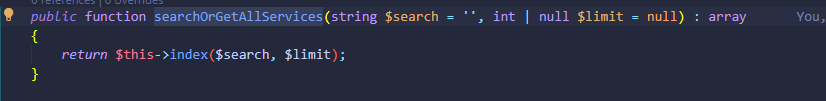 0 references | 0 overrides
public function searchOrGetAllServices(string $search = '', int | null $limit = null) : array You,
{
return $this->index($search, $limit);
}